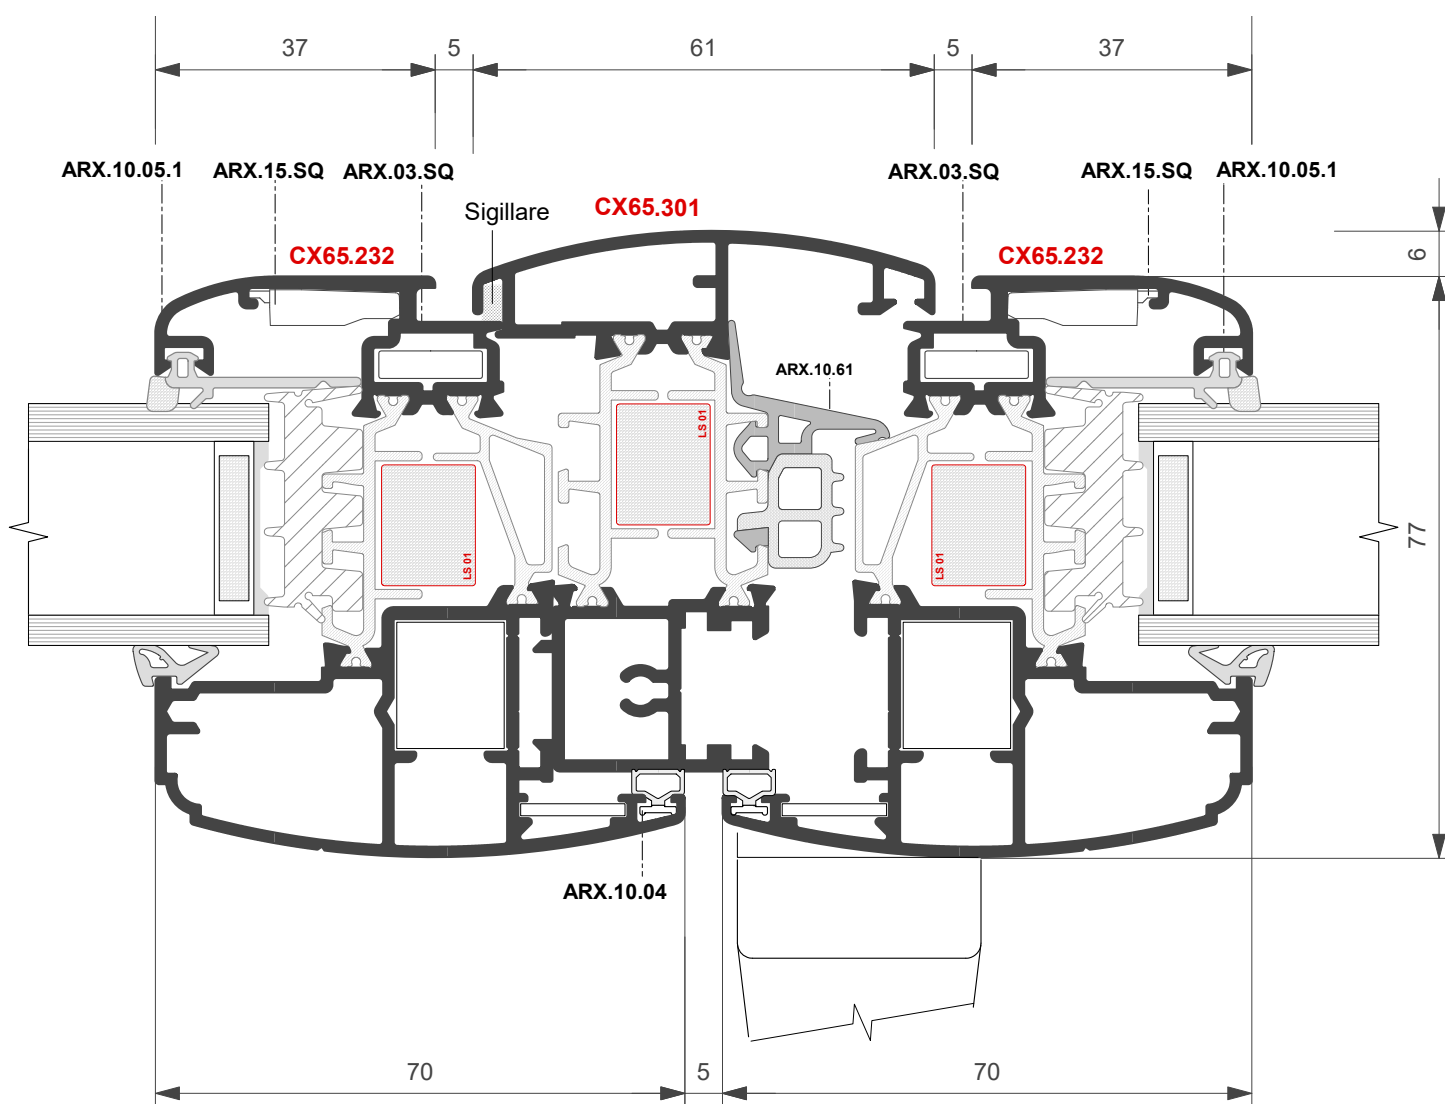 37 5 61 5 37
ARX.10.05.1 ARX.15.SQ ARX.03.SQ ARX.03.SQ ARX.15.SQ ARX.10.05.1
Sigillare CX65.301
CX65.232 CX65.232
6
ARX.10.61
LS 01
LS 01 LS 01
77
ARX.10.04
70 5 70